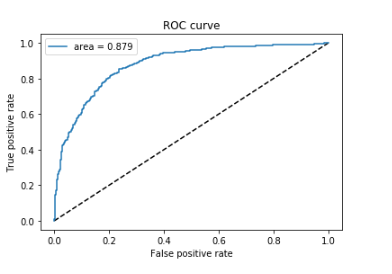 ROC curve
area = 0.879
True positive rate
1.0
0.8
0.6
0.4
0.2
0.0
0.0 0.2 0.4 0.6 0.8 1.0
False positive rate